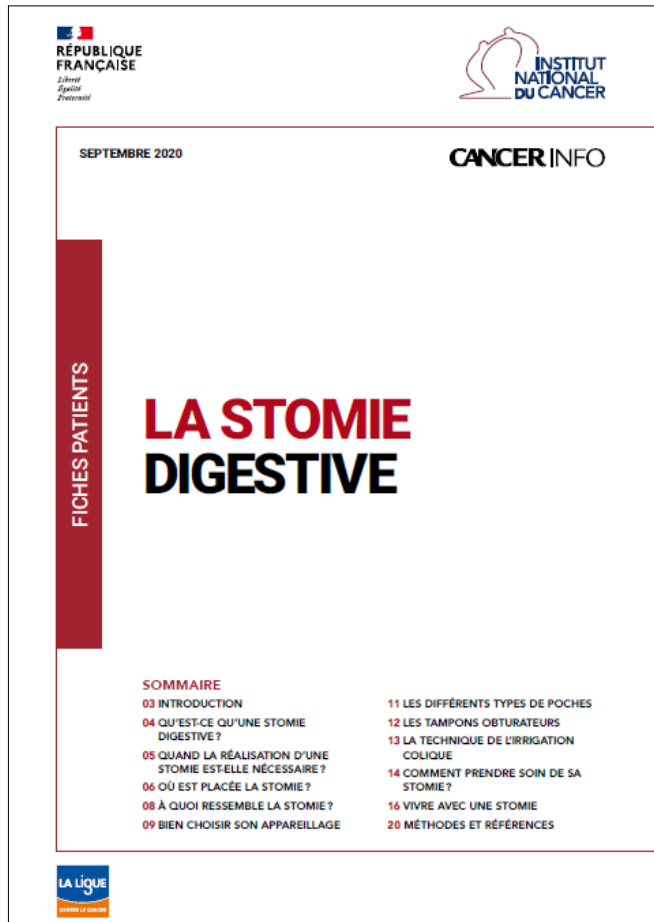 RÉPUBLIQUE
FRANÇAISE
Liberté
Égalité
Fraternité
INSTITUT
NATIONAL
DU CANCER
SEPTEMBRE 2020
CANCER INFO
FICHES PATIENTS
LA STOMIE
DIGESTIVE
SOMMAIRE
03 INTRODUCTION
04 QU'EST-CE QU'UNE STOMIE
DIGESTIVE ?
05 QUAND LA RÉALISATION D'UNE
STOMIE EST-ELLE NÉCESSAIRE ?
06 OÙ EST PLACÉE LA STOMIE ?
08 À QUOI RESSEMBLE LA STOMIE ?
09 BIEN CHOISIR SON APPAREILLAGE
11 LES DIFFÉRENTS TYPES DE POCHES
12 LES TAMPONS OBTURATEURS
13 LA TECHNIQUE DE L'IRRIGATION
COLIQUE
14 COMMENT PRENDRE SOIN DE SA
STOMIE ?
16 VIVRE AVEC UNE STOMIE
20 MÉTHODES ET RÉFÉRENCES
LA LIGUE
CONTRE LE CANCER